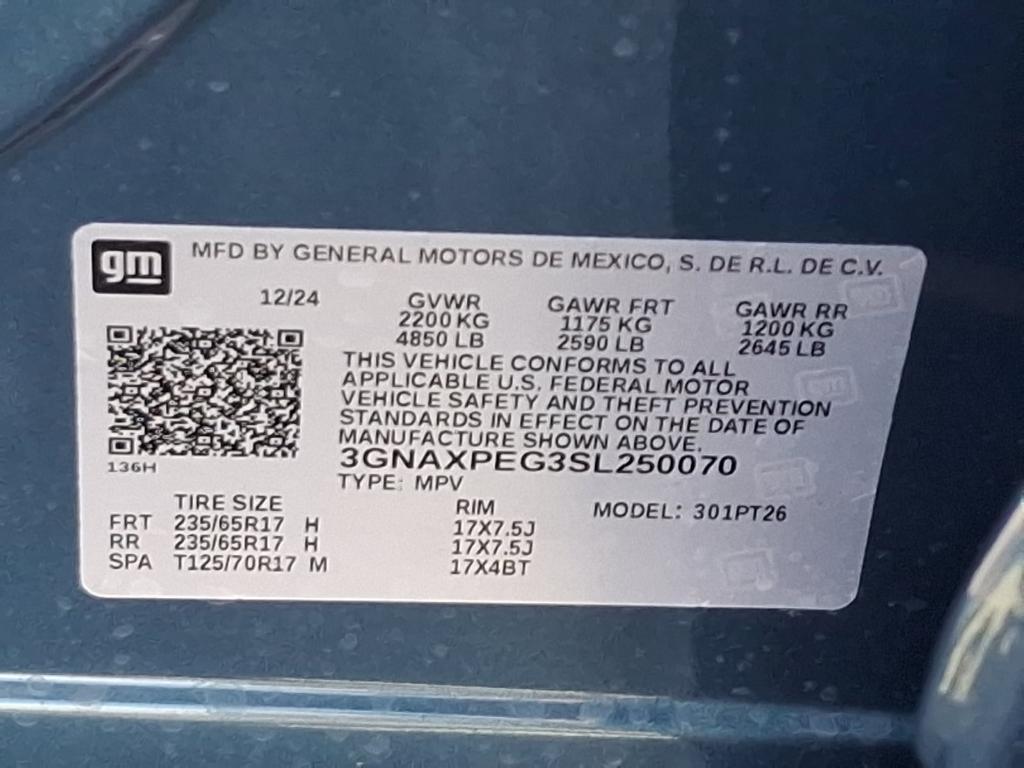 gm
MFD BY GENERAL MOTORS DE MEXICO, S. DE R.L. DE C.V.
12/24 GVWR GAWR FRT GAWR RR
2200 KG 1175 KG 1200 KG
4850 LB 2590 LB 2645 LB
THIS VEHICLE CONFORMS TO ALL
APPLICABLE U.S. FEDERAL MOTOR
VEHICLE SAFETY AND THEFT PREVENTION
STANDARDS IN EFFECT ON THE DATE OF
MANUFACTURE SHOWN ABOVE.
136H 3GNAXPEG3SL250070
TYPE: MPV
TIRE SIZE RIM MODEL: 301PT26
FRT 235/65R17 H 17X7.5J
RR 235/65R17 H 17X7.5J
SPA T125/70R17 M 17X4BT